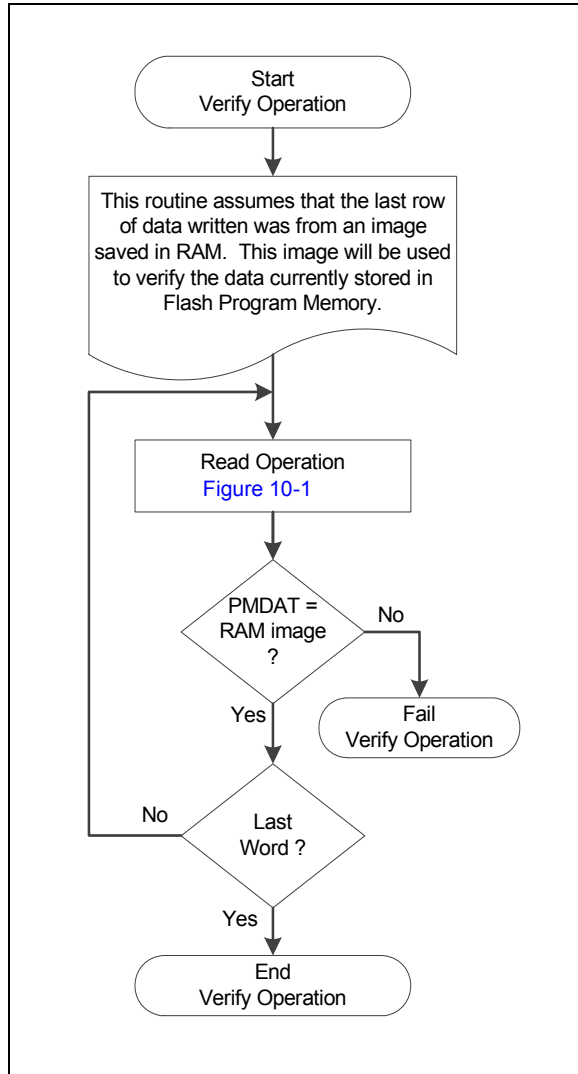 Start
Verify Operation
This routine assumes that the last row
of data written was from an image
saved in RAM. This image will be used
to verify the data currently stored in
Flash Program Memory.
Read Operation
Figure 10-1
PMDAT =
RAM image
?
No
Yes
Fail
Verify Operation
No
Last
Word ?
Yes
End
Verify Operation